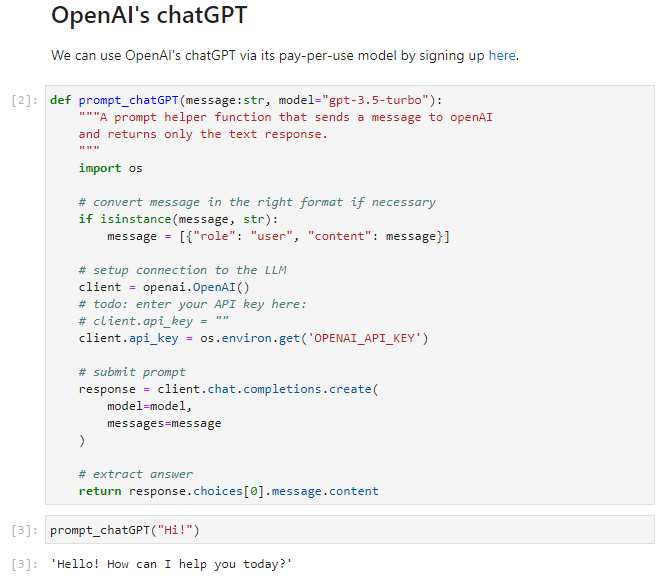 OpenAI's chatGPT
We can use OpenAI's chatGPT via its pay-per-use model by signing up here.
[2]: def prompt_chatGPT(message:str, model="gpt-3.5-turbo"):
    """A prompt helper function that sends a message to openAI
    and returns only the text response.
    """
    import os

    # convert message in the right format if necessary
    if isinstance(message, str):
        message = [{"role": "user", "content": message}]

    # setup connection to the LLM
    client = openai.OpenAI()
    # todo: enter your API key here:
    # client.api_key = ""
    client.api_key = os.environ.get('OPENAI_API_KEY')

    # submit prompt
    response = client.chat.completions.create(
        model=model,
        messages=message
    )

    # extract answer
    return response.choices[0].message.content
[3]: prompt_chatGPT("Hi!")
[3]: 'Hello! How can I help you today?'